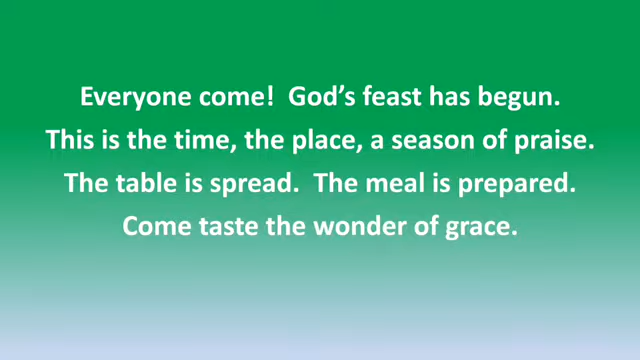 Everyone come!  God’s feast has begun.
This is the time, the place, a season of praise.
The table is spread.  The meal is prepared.
Come taste the wonder of grace.